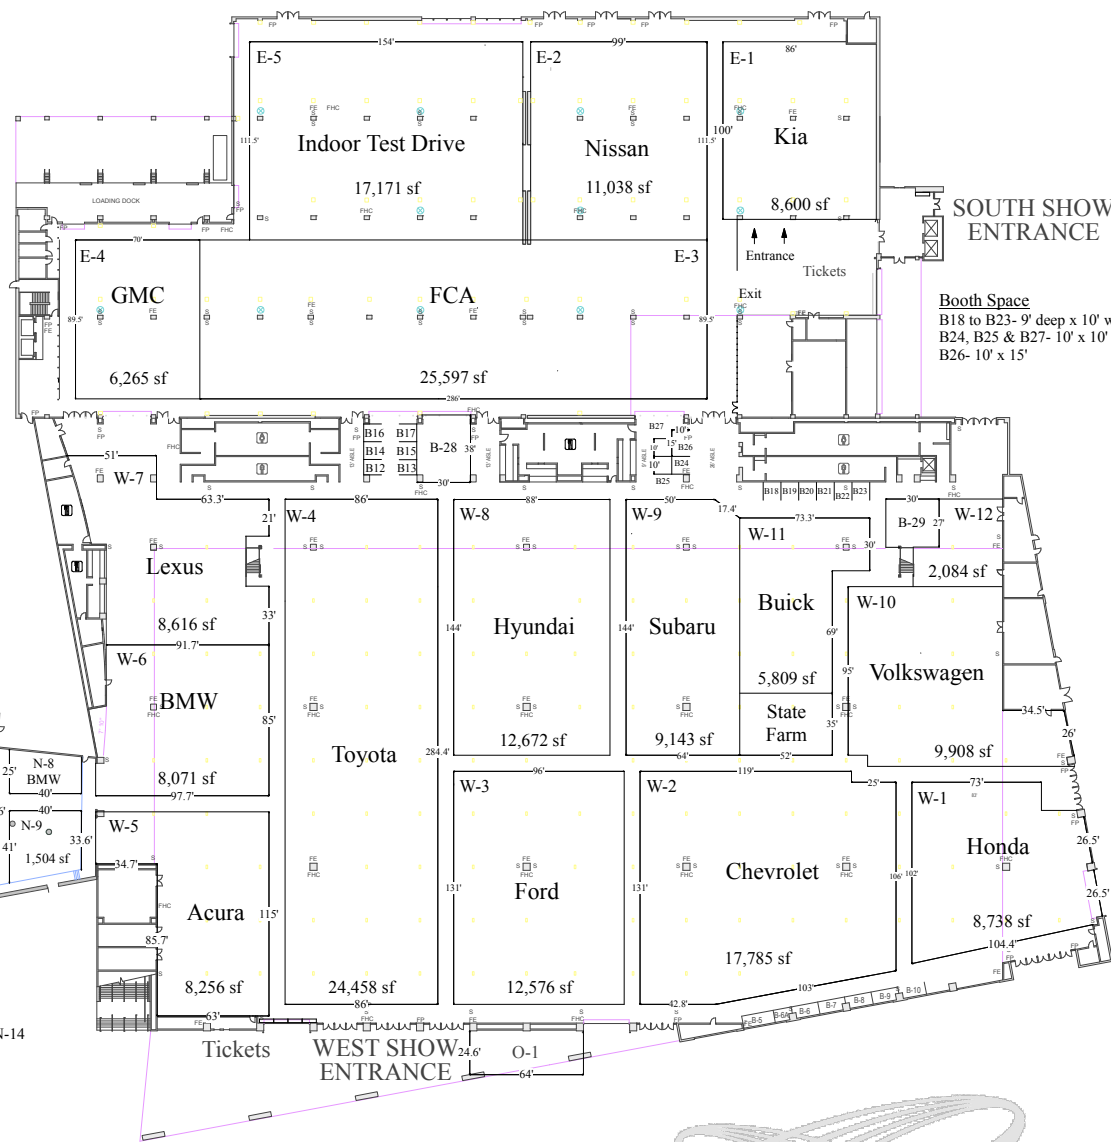 154'
99'
86'
E-5
E-2
E-1
Indoor Test Drive
Nissan
Kia
111.5'
111.5'
100'
17,171 sf
11,038 sf
8,600 sf
LOADING DOCK
SOUTH SHOW
ENTRANCE
Entrance
Tickets
Exit
70'
E-4
E-3
GMC
FCA
89.5'
89.5'
6,265 sf
25,597 sf
286'
Booth Space
B18 to B23- 9' deep x 10' w
B24, B25 & B27- 10' x 10'
B26- 10' x 15'
B16
B17
B14
B15
B12
B13
B-28
38'
30'
13' AISLE
13' AISLE
B27
10'
15'
B26
10'
B24
10'
B25
B18
B19
B20
B21
B22
B23
51'
W-7
63.3'
21'
Lexus
33'
8,616 sf
91.7'
W-6
BMW
85'
8,071 sf
97.7'
W-4
86'
Toyota
284.4'
24,458 sf
86'
W-8
88'
144'
Hyundai
12,672 sf
W-9
50'
17.4'
144'
Subaru
9,143 sf
64'
W-11
73.3'
30'
Buick
69'
5,809 sf
State
Farm
35'
52'
30'
B-29
27'
W-12
2,084 sf
W-10
95'
Volkswagen
9,908 sf
34.5'
26'
N-8
BMW
25'
40'
40'
N-9
41'
33.6'
1,504 sf
W-5
34.7'
Acura
115'
85.7'
8,256 sf
63'
W-3
96'
131'
Ford
12,576 sf
W-2
119'
25'
131'
Chevrolet
106'
17,785 sf
42.8'
103'
W-1
73'
102'
Honda
26.5'
26.5'
8,738 sf
104.4'
B-5
B-6A
B-6
B-7
B-8
B-9
B-10
Tickets
WEST SHOW
ENTRANCE
24.6'
O-1
64'
N-14